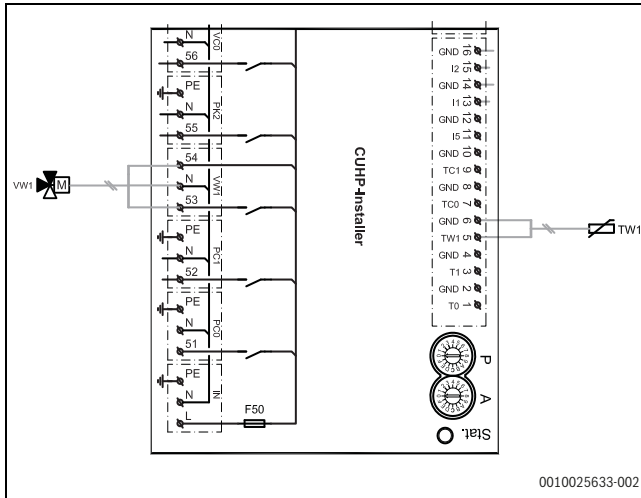 N
VC0
56
PE
N
PK2
55
54
N
VW1
53
PE
N
PC1
52
PE
N
PC0
51
PE
N
IN
L
F50
VW1
M
CUHP-Installer
GND 16
I2 15
GND 14
I1 13
GND 12
I5 11
GND 10
TC1 9
GND 8
TC0 7
GND 6
TW1 5
GND 4
T1 3
GND 2
T0 1
TW1
P
A
Stat.
0010025633-002